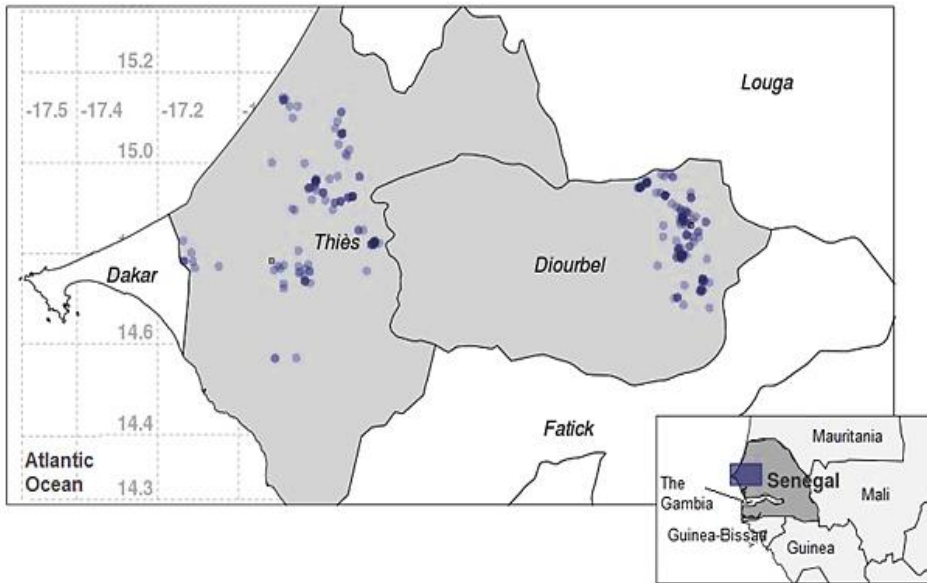 15.2
Louga
-17.5 -17.4 -17.2
15.0
Thiès
Diourbel
Dakar
14.6
Fatick
14.4
Atlantic
Ocean
14.3
Mauritania
The
Gambia
Senegal
Mali
Guinea-Bissau
Guinea